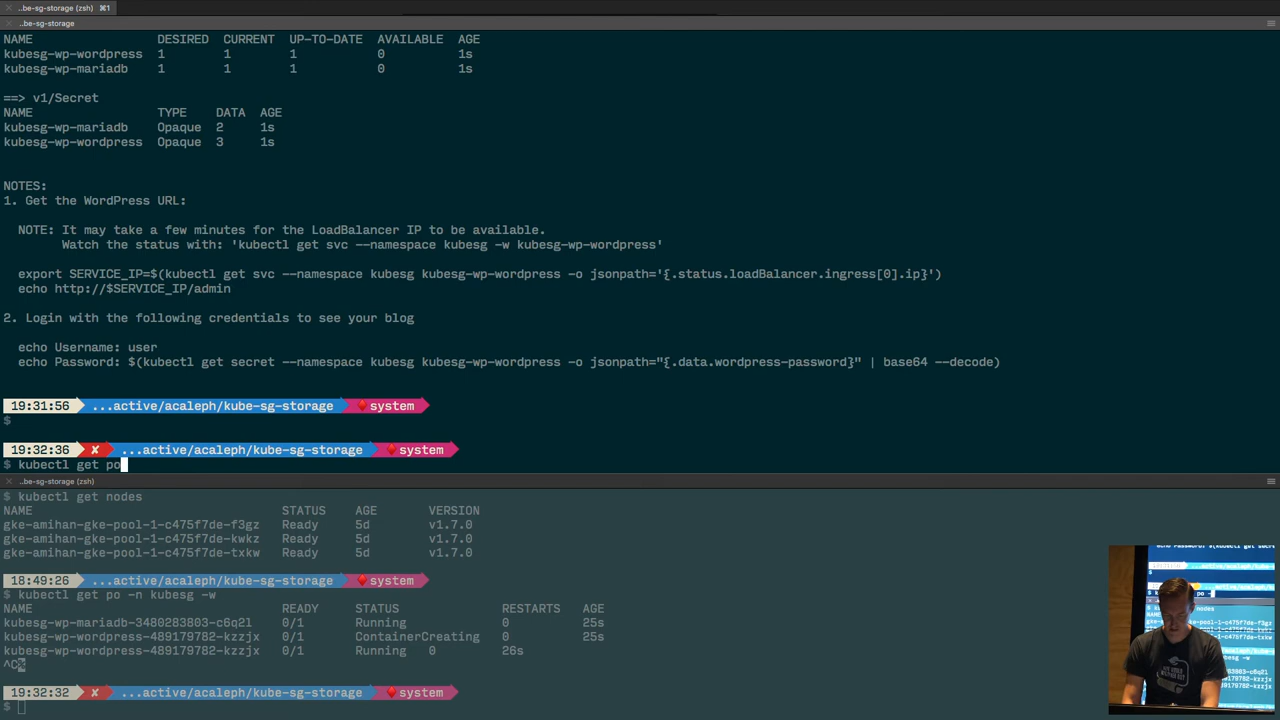 ..be-sg-storage (zsh) ⌘1
..be-sg-storage
NAME DESIRED CURRENT UP-TO-DATE AVAILABLE AGE
kubesg-wp-wordpress 1 1 1 0 1s
kubesg-wp-mariadb 1 1 1 0 1s
==> v1/Secret
NAME TYPE DATA AGE
kubesg-wp-mariadb Opaque 2 1s
kubesg-wp-wordpress Opaque 3 1s
NOTES:
1. Get the WordPress URL:
NOTE: It may take a few minutes for the LoadBalancer IP to be available.
Watch the status with: 'kubectl get svc --namespace kubesg -w kubesg-wp-wordpress'
export SERVICE_IP=$(kubectl get svc --namespace kubesg kubesg-wp-wordpress -o jsonpath='{.status.loadBalancer.ingress[0].ip}')
echo http://$SERVICE_IP/admin
2. Login with the following credentials to see your blog
echo Username: user
echo Password: $(kubectl get secret --namespace kubesg kubesg-wp-wordpress -o jsonpath="{.data.wordpress-password}" | base64 --decode)
19:31:56 ...active/acaleph/kube-sg-storage system
$
19:32:36 ✘ ...active/acaleph/kube-sg-storage system
$ kubectl get po
..be-sg-storage (zsh)
$ kubectl get nodes
NAME STATUS AGE VERSION
gke-amihan-gke-pool-1-c475f7de-f3gz Ready 5d v1.7.0
gke-amihan-gke-pool-1-c475f7de-kwkz Ready 5d v1.7.0
gke-amihan-gke-pool-1-c475f7de-txkw Ready 5d v1.7.0
18:49:26 ...active/acaleph/kube-sg-storage system
$ kubectl get po -n kubesg -w
NAME READY STATUS RESTARTS AGE
kubesg-wp-mariadb-3480283803-c6q2l 0/1 Running 0 25s
kubesg-wp-wordpress-489179782-kzzjx 0/1 ContainerCreating 0 25s
kubesg-wp-wordpress-489179782-kzzjx 0/1 Running 0 26s
^C%
19:32:32 ✘ ...active/acaleph/kube-sg-storage system
$